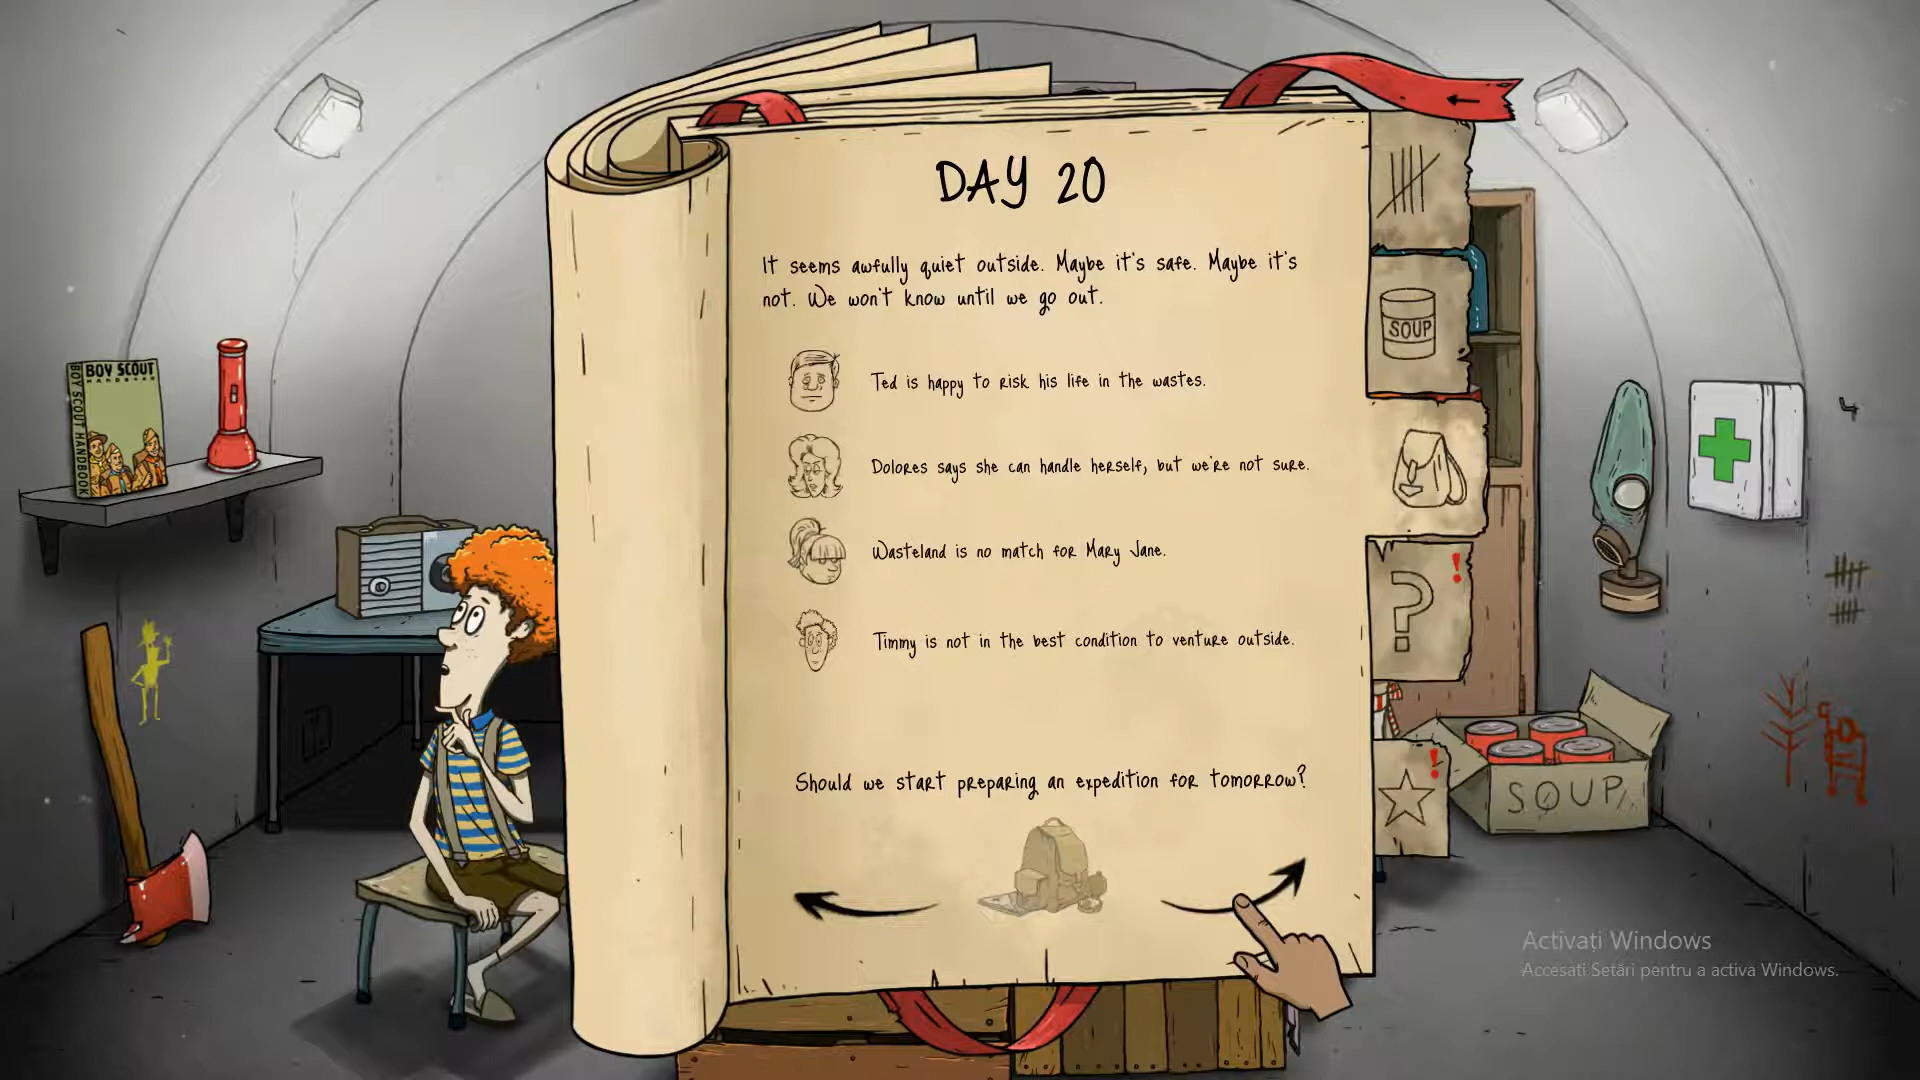 DAY 20
It seems awfully quiet outside. Maybe it's safe. Maybe it's
not. We won't know until we go out.
Ted is happy to risk his life in the wastes.
Dolores says she can handle herself, but we're not sure.
Wasteland is no match for Mary Jane.
Timmy is not in the best condition to venture outside.
Should we start preparing an expedition for tomorrow?
SOUP
!
?
!
BOY SCOUT
HANDBOOK
BOY SCOUT HANDBOOK
SOUP
Activați Windows
Accesați Setări pentru a activa Windows.